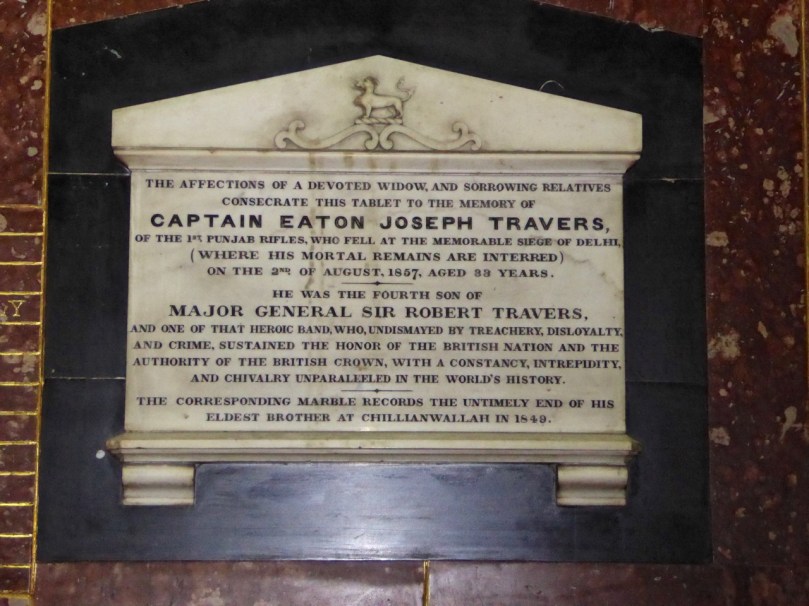 THE AFFECTIONS OF A DEVOTED WIDOW, AND SORROWING RELATIVES
CONSECRATE THIS TABLET TO THE MEMORY OF
CAPTAIN EATON JOSEPH TRAVERS,
OF THE 1ST PUNJAB RIFLES, WHO FELL AT THE MEMORABLE SIEGE OF DELHI,
(WHERE HIS MORTAL REMAINS ARE INTERRED)
ON THE 2ND OF AUGUST, 1857, AGED 33 YEARS.
HE WAS THE FOURTH SON OF
MAJOR GENERAL SIR ROBERT TRAVERS,
AND ONE OF THAT HEROIC BAND, WHO, UNDISMAYED BY TREACHERY, DISLOYALTY,
AND CRIME, SUSTAINED THE HONOR OF THE BRITISH NATION AND THE
AUTHORITY OF THE BRITISH CROWN, WITH A CONSTANCY, INTREPIDITY,
AND CHIVALRY UNPARALELED IN THE WORLD'S HISTORY.
THE CORRESPONDING MARBLE RECORDS THE UNTIMELY END OF HIS
ELDEST BROTHER AT CHILLIANWALLAH IN 1849.